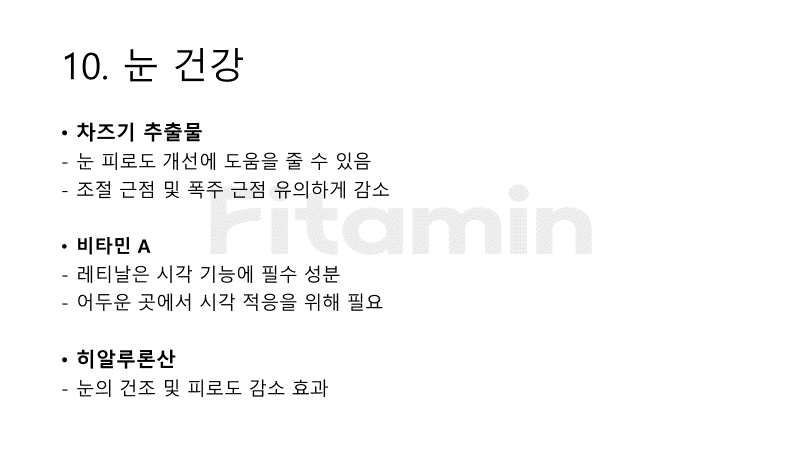 10. 눈 건강
• 차즈기 추출물
- 눈 피로도 개선에 도움을 줄 수 있음
- 조절 근점 및 폭주 근점 유의하게 감소
Fitamin
• 비타민 A
- 레티날은 시각 기능에 필수 성분
- 어두운 곳에서 시각 적응을 위해 필요
• 히알루론산
- 눈의 건조 및 피로도 감소 효과